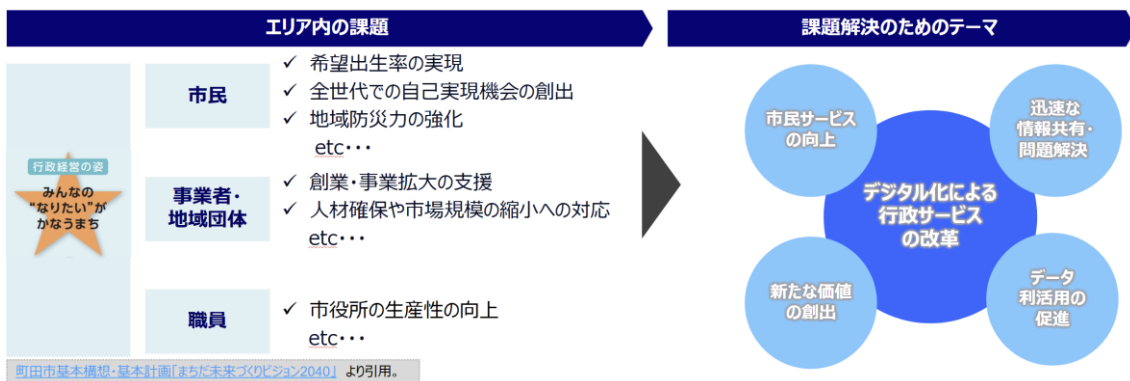 エリア内の課題
課題解決のためのテーマ
行政経営の姿
みんなの
“なりたい”が
かなうまち
市民
✓ 希望出生率の実現
✓ 全世代での自己実現機会の創出
✓ 地域防災力の強化
etc・・・
事業者・
地域団体
✓ 創業・事業拡大の支援
✓ 人材確保や市場規模の縮小への対応
etc・・・
職員
✓ 市役所の生産性の向上
etc・・・
市民サービス
の向上
迅速な
情報共有・
問題解決
デジタル化による
行政サービス
の改革
新たな価値
の創出
データ
利活用の
促進
町田市基本構想・基本計画「まちだ未来づくりビジョン2040」 より引用。